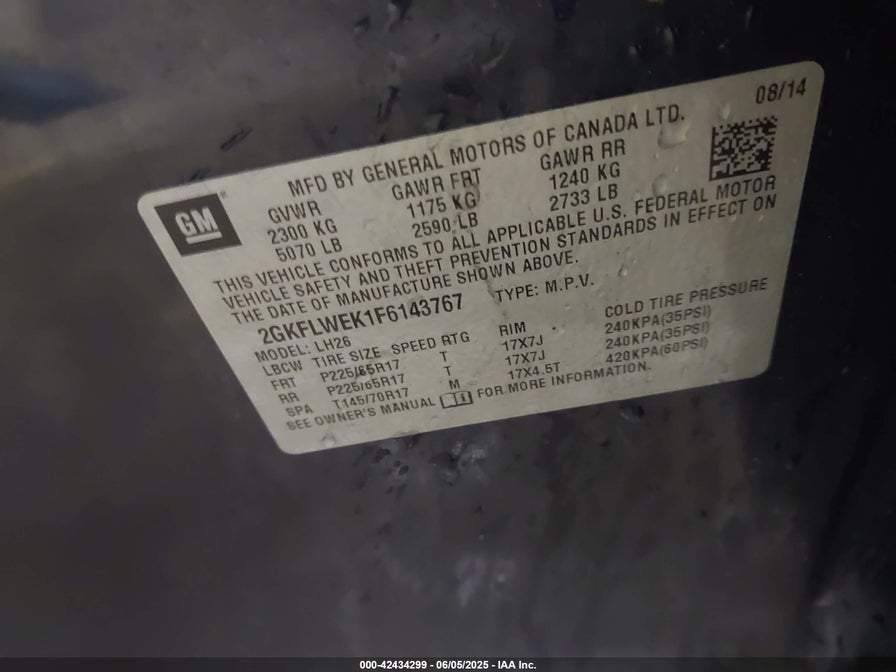 08/14
MFD BY GENERAL MOTORS OF CANADA LTD.
GM
GVWR GAWR FRT GAWR RR
2300 KG 1175 KG 1240 KG
5070 LB 2590 LB 2733 LB
THIS VEHICLE CONFORMS TO ALL APPLICABLE U.S. FEDERAL MOTOR
VEHICLE SAFETY AND THEFT PREVENTION STANDARDS IN EFFECT ON
THE DATE OF MANUFACTURE SHOWN ABOVE.
2GKFLWEK1F6143767 TYPE: M.P.V.
MODEL: LH26
LBCW TIRE SIZE SPEED RTG RIM COLD TIRE PRESSURE
FRT P225/65R17 T 17X7J 240KPA(35PSI)
RR P225/65R17 T 17X7J 240KPA(35PSI)
SPA T145/70R17 M 17X4.5T 420KPA(60PSI)
SEE OWNER'S MANUAL FOR MORE INFORMATION.
000-42434299 - 06/05/2025 - IAA Inc.